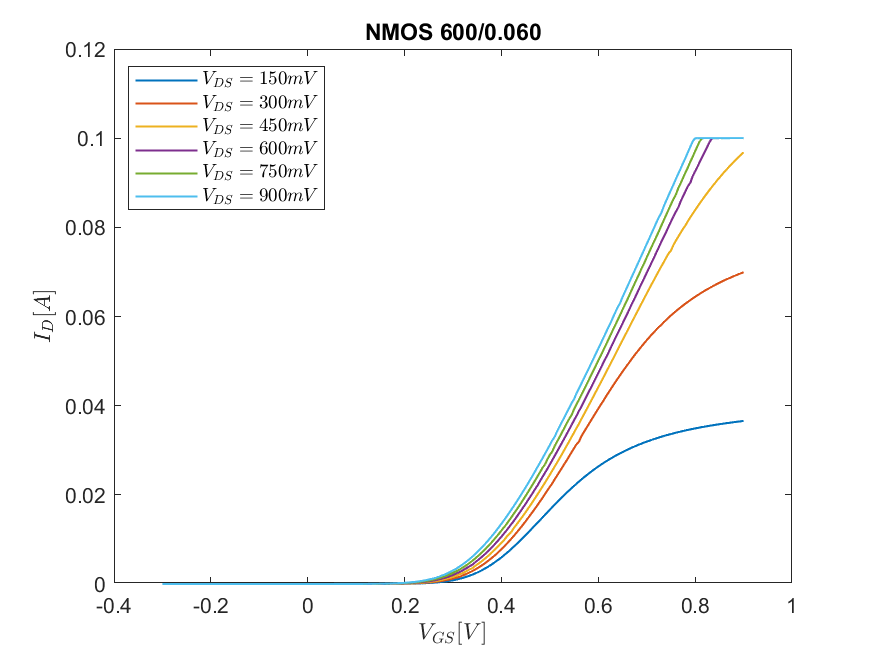 NMOS 600/0.060
0.12
0.1
0.08
0.06
0.04
0.02
0
I_D[A]
V_DS = 150mV
V_DS = 300mV
V_DS = 450mV
V_DS = 600mV
V_DS = 750mV
V_DS = 900mV
-0.4 -0.2 0 0.2 0.4 0.6 0.8 1
V_GS[V]